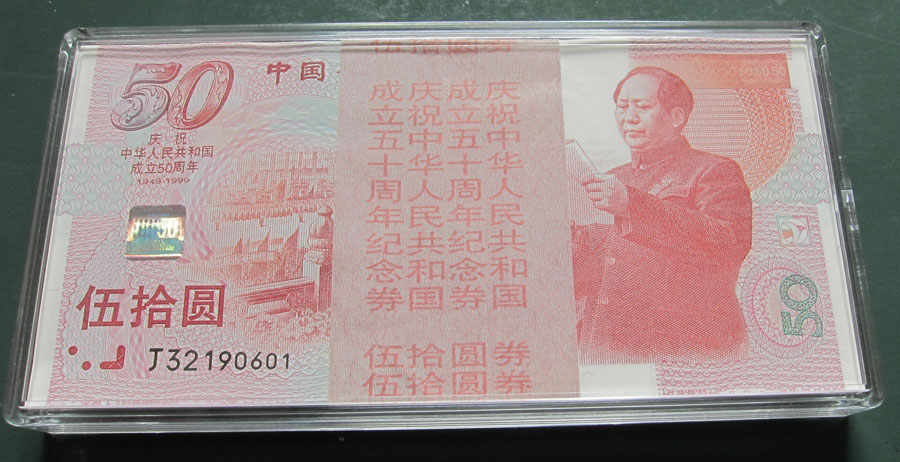 50
中国
庆祝
中华人民共和国
成立50周年
1949-1999
伍拾圆
J32190601
伍拾圆券
庆祝中华人民共和国
成立五十周年纪念券
庆祝中华人民共和国
成立五十周年纪念券
伍拾圆券
伍拾圆券
50